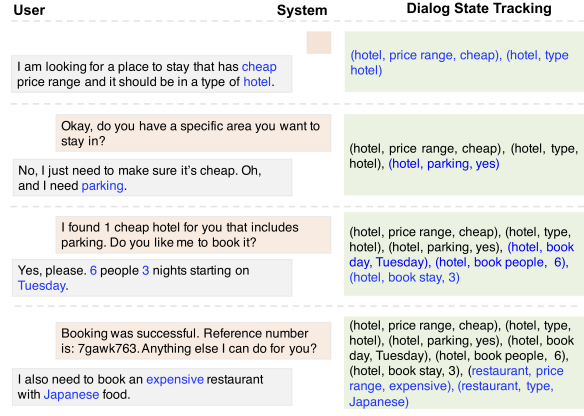 User
System
Dialog State Tracking
I am looking for a place to stay that has cheap
price range and it should be in a type of hotel.
(hotel, price range, cheap), (hotel, type
hotel)
Okay, do you have a specific area you want to
stay in?
No, I just need to make sure it's cheap. Oh,
and I need parking.
(hotel, price range, cheap), (hotel, type,
hotel), (hotel, parking, yes)
I found 1 cheap hotel for you that includes
parking. Do you like me to book it?
Yes, please. 6 people 3 nights starting on
Tuesday.
(hotel, price range, cheap), (hotel, type,
hotel), (hotel, parking, yes), (hotel, book
day, Tuesday), (hotel, book people, 6),
(hotel, book stay, 3)
Booking was successful. Reference number
is: 7gawk763. Anything else I can do for you?
I also need to book an expensive restaurant
with Japanese food.
(hotel, price range, cheap), (hotel, type,
hotel), (hotel, parking, yes), (hotel, book
day, Tuesday), (hotel, book people, 6),
(hotel, book stay, 3), (restaurant, price
range, expensive), (restaurant, type,
Japanese)